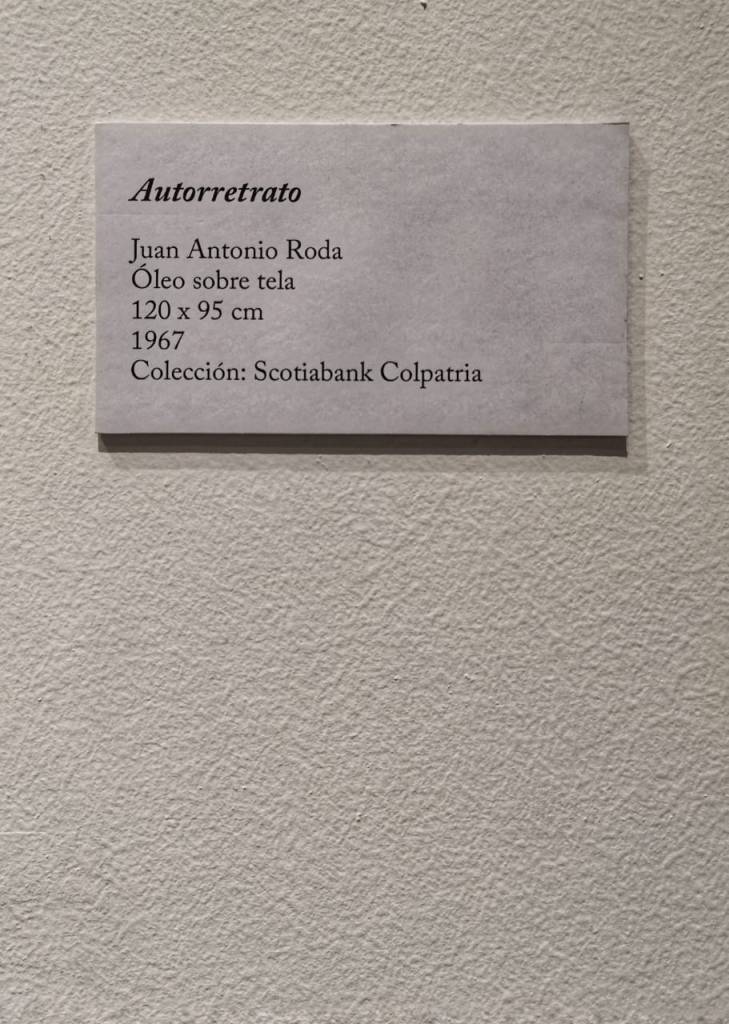 Autorretrato
Juan Antonio Roda
Óleo sobre tela
120 x 95 cm
1967
Colección: Scotiabank Colpatria